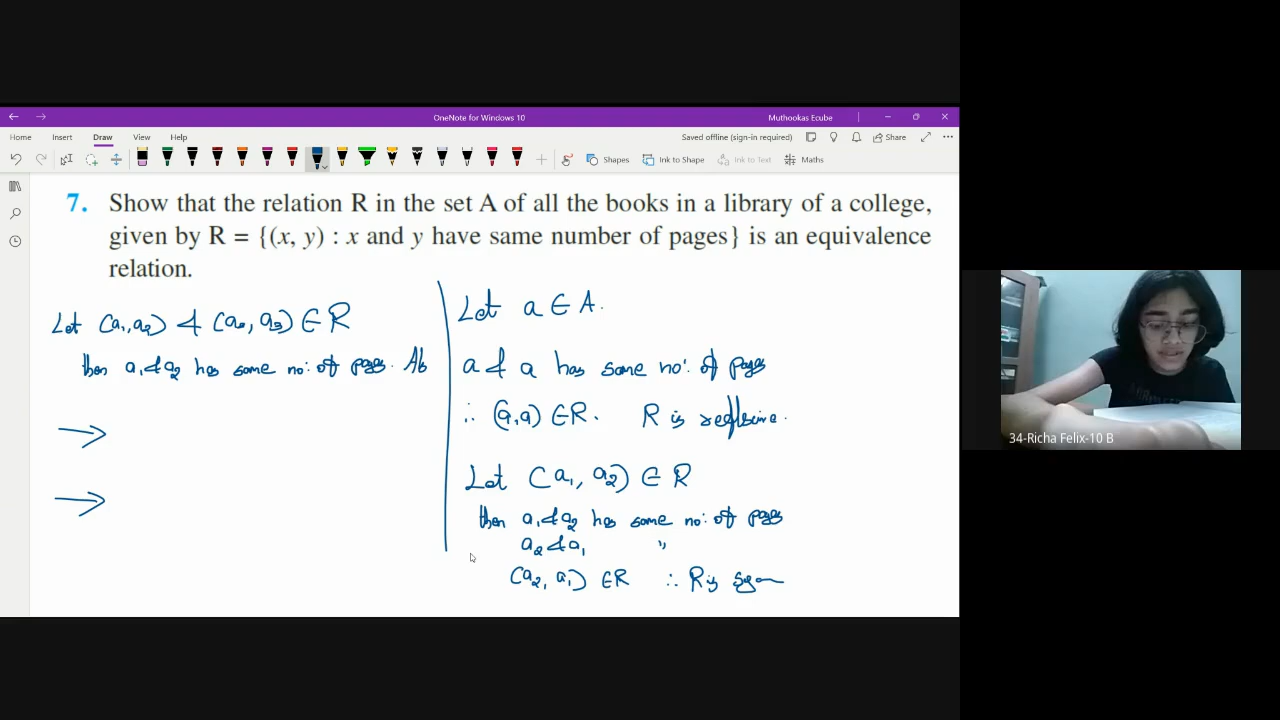 OneNote for Windows 10
Muthookas Ecube
Home Insert Draw View Help
Saved offline (sign-in required)
Share
Shapes
Ink to Shape
Ink to Text
Maths
7. Show that the relation R in the set A of all the books in a library of a college,
given by R = {(x, y) : x and y have same number of pages} is an equivalence
relation.
Let (a₁, a₂) & (a₂, a₃) ∈ R
then a₁ & a₂ has same no: of pages. Als
→
→
Let a ∈ A.
a & a has same no: of pages
∴ (a, a) ∈ R. R is reflexive.
Let (a₁, a₂) ∈ R
then a₁ & a₂ has same no: of pages
a₂ & a₁ "
(a₂, a₁) ∈ R ∴ R is sym
34-Richa Felix-10 B